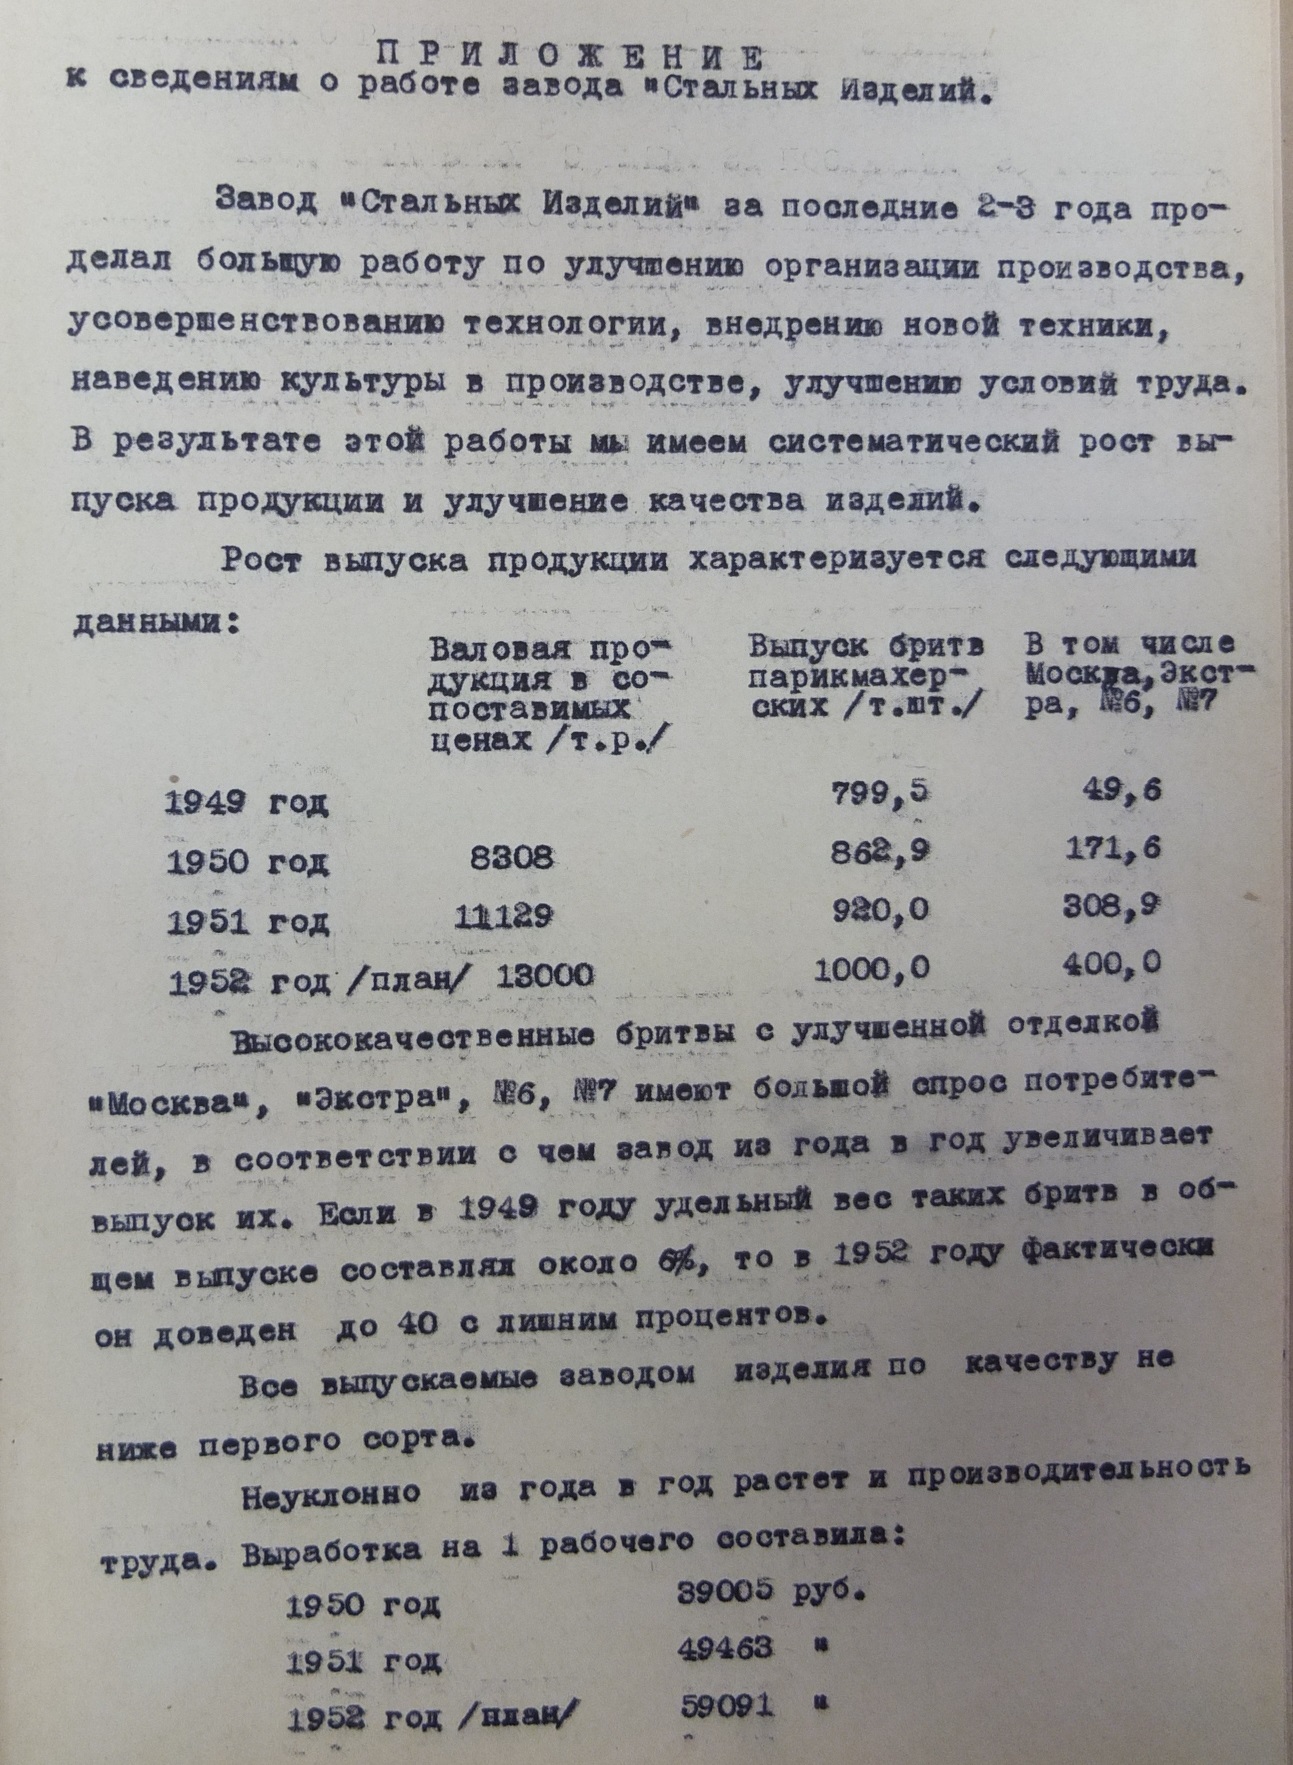 ПРИЛОЖЕНИЕ
к сведениям о работе завода "Стальных Изделий.
Завод "Стальных Изделий" за последние 2-3 года про-
делал большую работу по улучшению организации производства,
усовершенствованию технологии, внедрению новой техники,
наведению культуры в производстве, улучшению условий труда.
В результате этой работы мы имеем систематический рост вы-
пуска продукции и улучшение качества изделий.
Рост выпуска продукции характеризуется следующими
данными:
Валовая про- Выпуск бритв В том числе
дукция в со- парикмахер- Москва,Экст-
поставимых ских /т.шт./ ра, №6, №7
ценах /т.р./
1949 год 799,5 49,6
1950 год 8308 862,9 171,6
1951 год 11129 920,0 308,9
1952 год /план/ 13000 1000,0 400,0
Высококачественные бритвы с улучшенной отделкой
"Москва", "Экстра", №6, №7 имеют большой спрос потребите-
лей, в соответствии с чем завод из года в год увеличивает
выпуск их. Если в 1949 году удельный вес таких бритв в об-
щем выпуске составлял около 6%, то в 1952 году фактически
он доведен до 40 с лишним процентов.
Все выпускаемые заводом изделия по качеству не
ниже первого сорта.
Неуклонно из года в год растет и производительность
труда. Выработка на 1 рабочего составила:
1950 год 39005 руб.
1951 год 49463 "
1952 год /план/ 59091 "